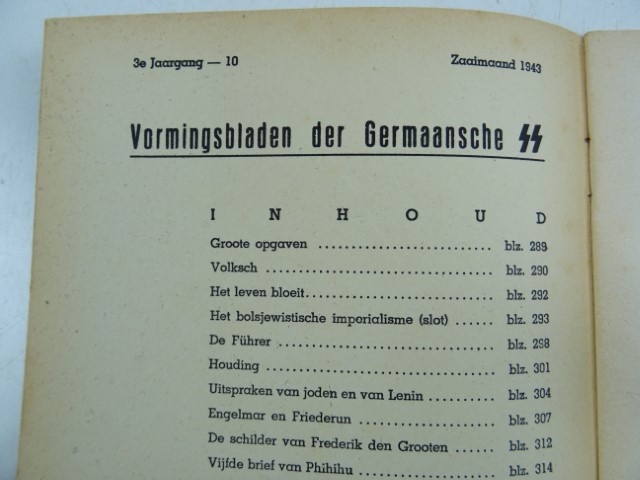 3e Jaargang — 10 Zaaimaand 1943
Vormingsbladen der Germaansche ϟϟ
I N H O U D
Groote opgaven ........................... blz. 289
Volksch ................................... blz. 290
Het leven bloeit............................. blz. 292
Het bolsjewistische imperialisme (slot) ...... blz. 293
De Führer ................................. blz. 298
Houding ................................... blz. 301
Uitspraken van joden en van Lenin .......... blz. 304
Engelmar en Friederun ..................... blz. 307
De schilder van Frederik den Grooten ...... blz. 312
Vijfde brief van Phihihu .................... blz. 314